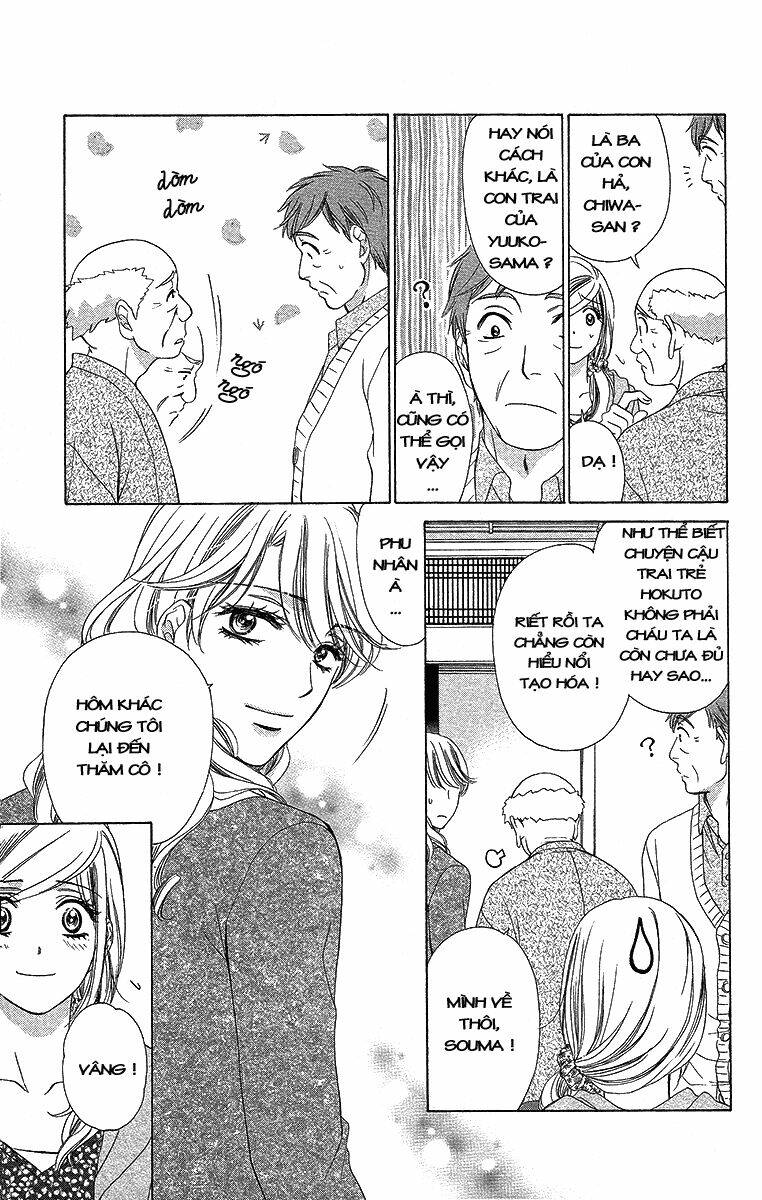 LÀ BA
CỦA CON
HẢ,
CHIWA-
SAN ?
DẠ !
HAY NÓI
CÁCH
KHÁC, LÀ
CON TRAI
CỦA
YUUKO-
SAMA ?
?
À THÌ,
CŨNG CÓ
THỂ GỌI
VẬY
...
dòm
dòm
ngó
ngó
NHƯ THỂ BIẾT
CHUYỆN CẬU
TRAI TRẺ
HOKUTO
KHÔNG PHẢI
CHÁU TA LÀ
CÒN CHƯA ĐỦ
HAY SAO...
RIẾT RỒI TA
CHẲNG CÒN
HIỂU NỔI
TẠO HÓA !
?
MÌNH VỀ
THÔI,
SOUMA !
PHU
NHÂN
À
...
HÔM KHÁC
CHÚNG TÔI
LẠI ĐẾN
THĂM CÔ !
VÂNG !